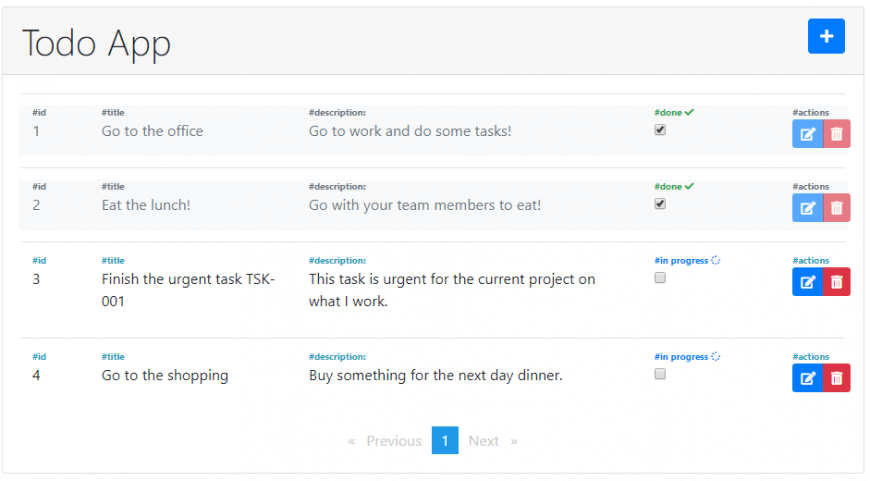 Todo App
+
#id #title #description: #done ✔ #actions
1 Go to the office Go to work and do some tasks!
#id #title #description: #done ✔ #actions
2 Eat the lunch! Go with your team members to eat!
#id #title #description: #in progress #actions
3 Finish the urgent task TSK- This task is urgent for the current project on
001 what I work.
#id #title #description: #in progress #actions
4 Go to the shopping Buy something for the next day dinner.
« Previous 1 Next »